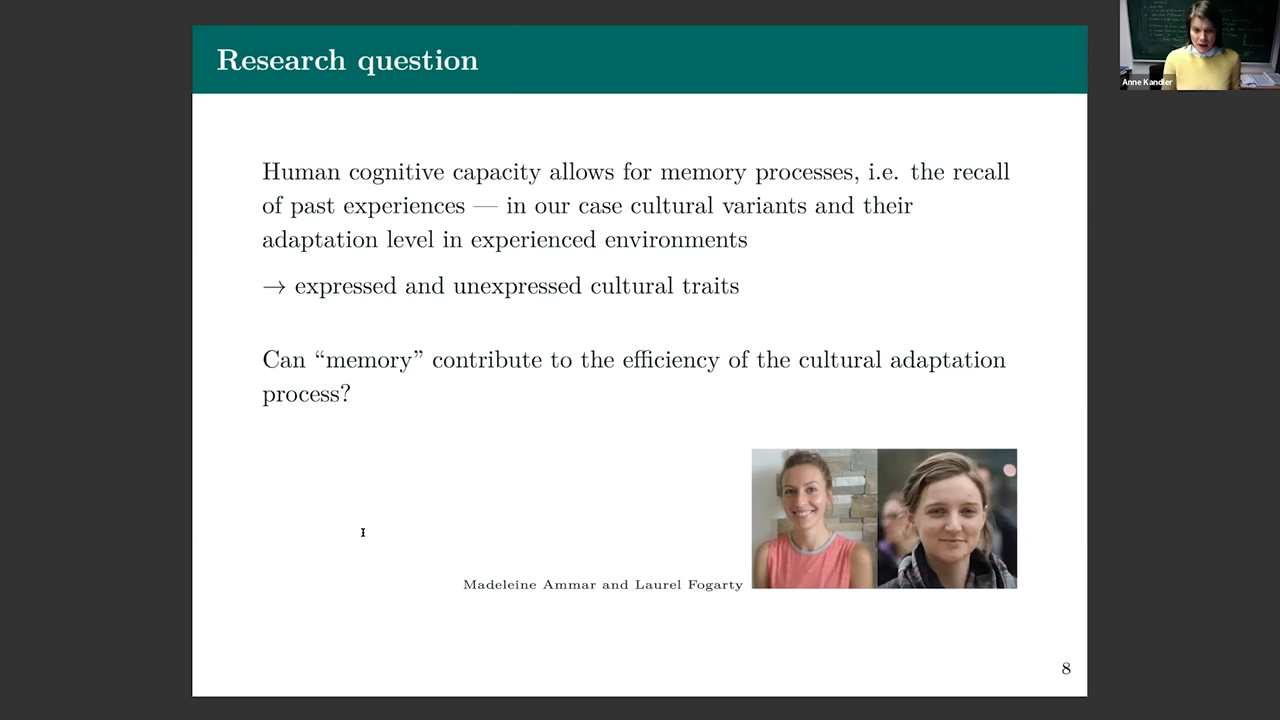 Research question
Anne Kandler
Human cognitive capacity allows for memory processes, i.e. the recall
of past experiences — in our case cultural variants and their
adaptation level in experienced environments
→ expressed and unexpressed cultural traits
Can “memory” contribute to the efficiency of the cultural adaptation
process?
Madeleine Ammar and Laurel Fogarty
8